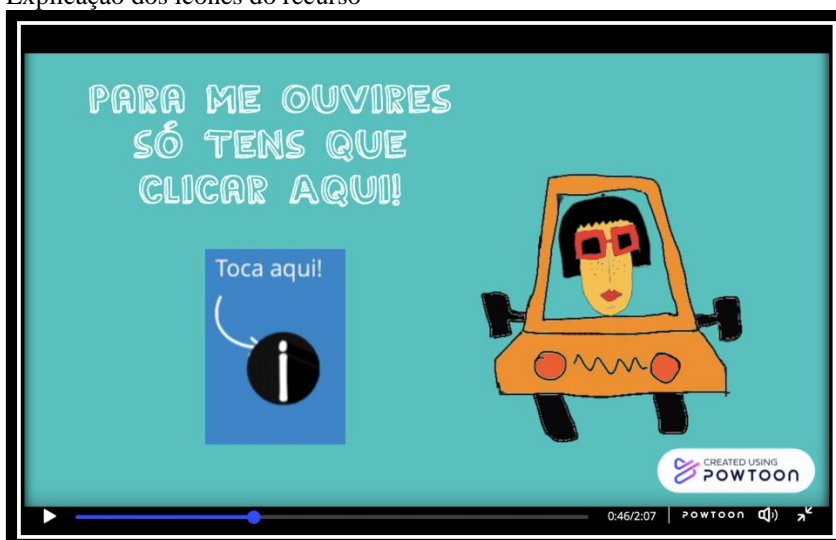 Explicação dos ícones do recurso
PARA ME OUVIRES
SÓ TENS QUE
CLICAR AQUI!
Toca aqui!
i
CREATED USING
POWTOON
0:46/2:07
POWTOON